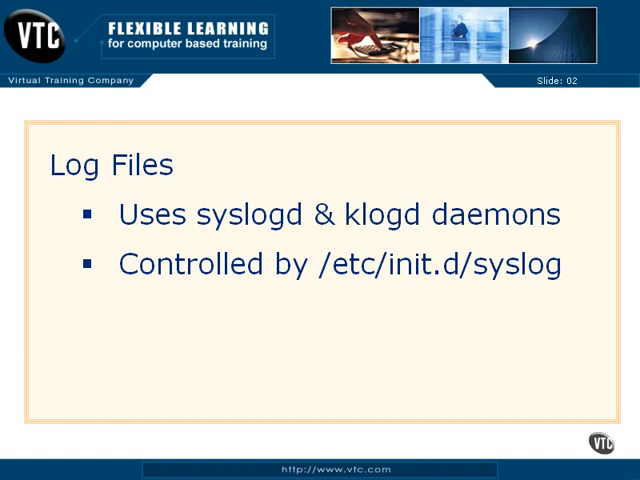 VTC
FLEXIBLE LEARNING
for computer based training
Virtual Training Company
Slide: 02
Log Files
▪ Uses syslogd & klogd daemons
▪ Controlled by /etc/init.d/syslog
VTC
http://www.vtc.com